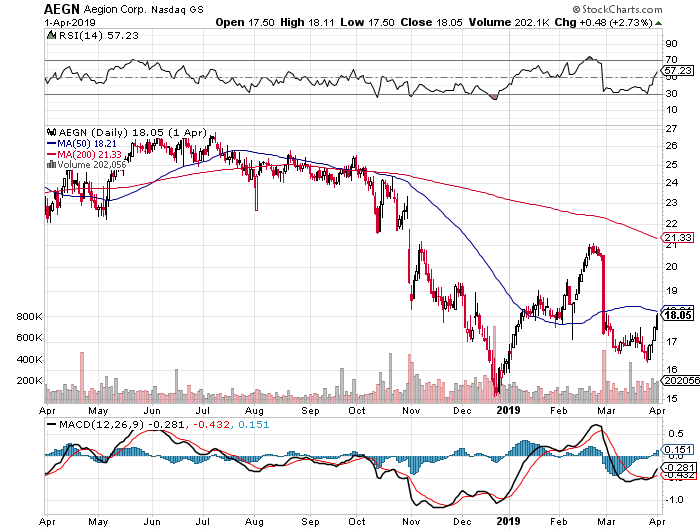 AEGN Aegion Corp. Nasdaq GS © StockCharts.com
1-Apr-2019 Open 17.50 High 18.11 Low 17.50 Close 18.05 Volume 202.1K Chg +0.48 (+2.73%)
RSI(14) 57.23
90
70
57.23
50
30
10
AEGN (Daily) 18.05 (1 Apr)
MA(50) 18.21
MA(200) 21.33
Volume 202,056
27
26
25
24
23
22
21.33
21
20
19
18.05
17
16
15
800K
600K
400K
200K
202056
Apr May Jun Jul Aug Sep Oct Nov Dec 2019 Feb Mar Apr
MACD(12,26,9) -0.281, -0.432, 0.151
0.5
0.151
0.0
-0.281
-0.432
-1.0
Apr May Jun Jul Aug Sep Oct Nov Dec 2019 Feb Mar Apr